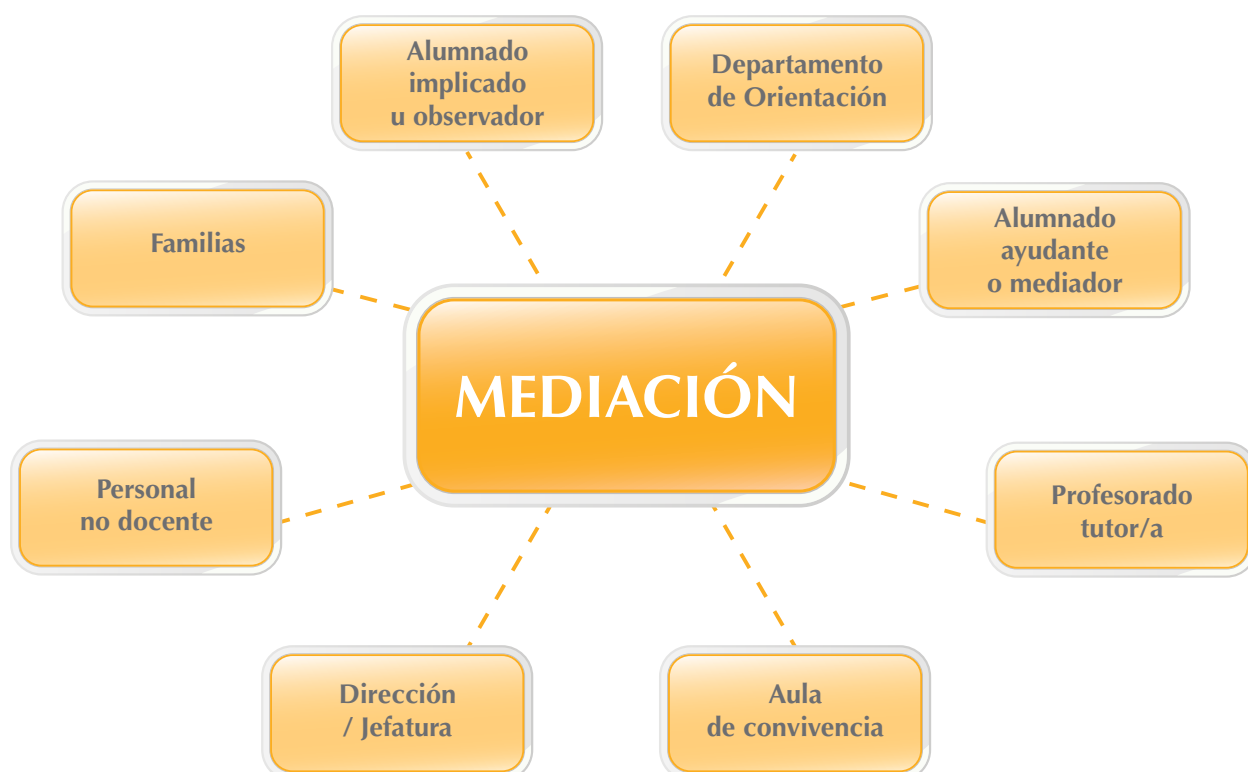 Alumnado
implicado
u observador
Departamento
de Orientación
Familias
Alumnado
ayudante
o mediador
MEDIACIÓN
Personal
no docente
Profesorado
tutor/a
Dirección
/ Jefatura
Aula
de convivencia